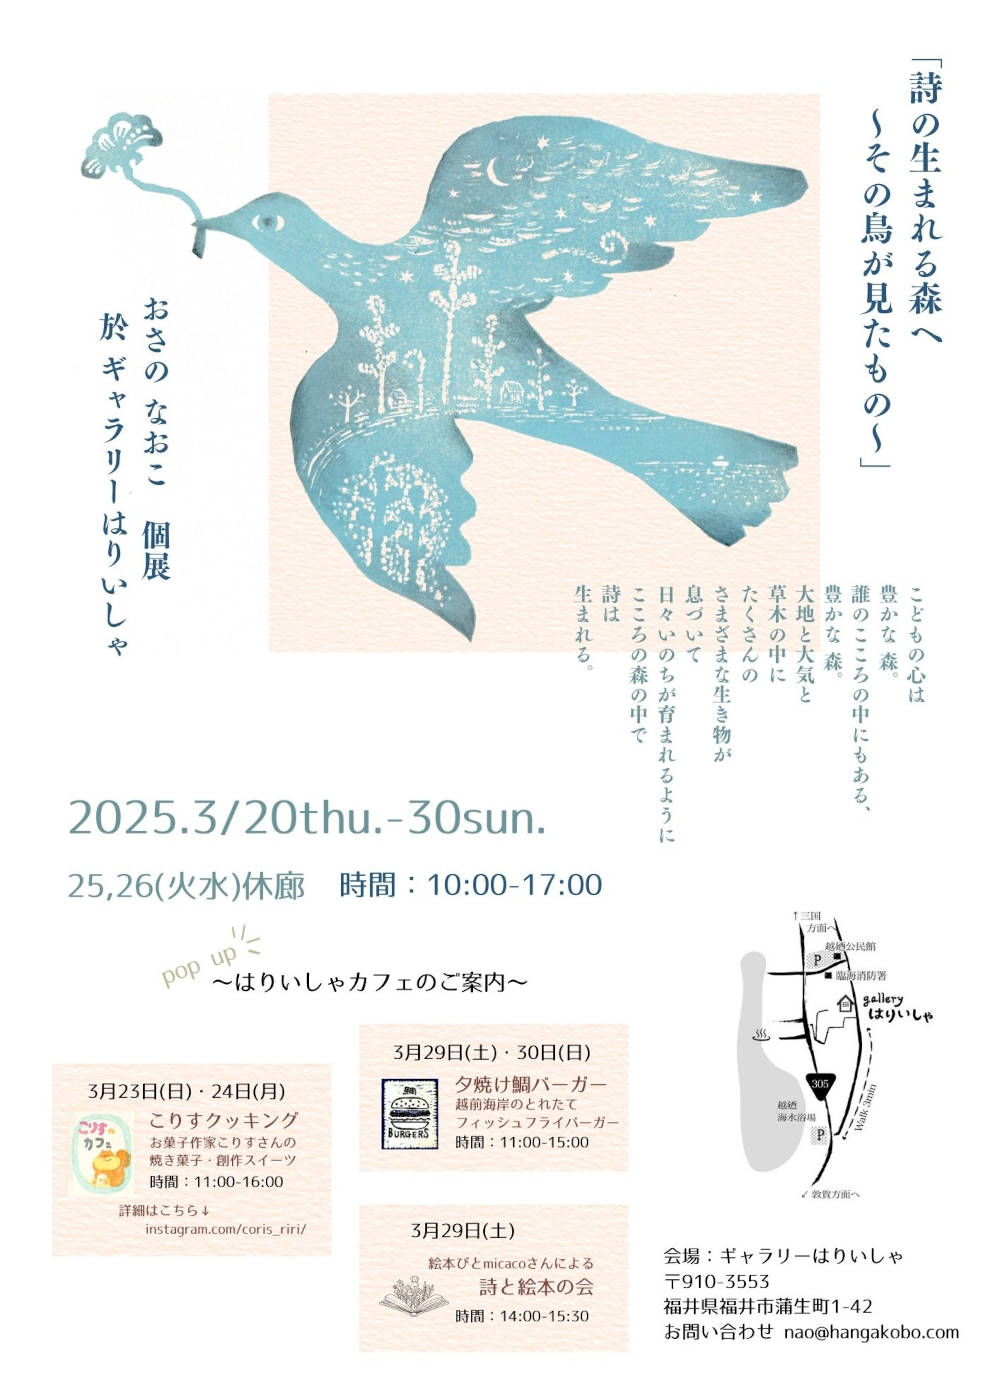 「詩の生まれる森へ
～その鳥が見たもの～」
おさの なおこ　個展
於 ギャラリーはりいしゃ
こどもの心は
豊かな 森。
誰のこころの中にもある、
豊かな 森。
大地と大気と
草木の中に
たくさんの
さまざまな生き物が
息づいて
日々いのちが育まれるように
こころの森の中で
詩は
生まれる。
2025.3/20thu.-30sun.
25,26(火水)休廊　時間：10:00-17:00
pop up
～はりいしゃカフェのご案内～
3月23日(日)・24日(月)
こりすの
カフェ
こりすクッキング
お菓子作家こりすさんの
焼き菓子・創作スイーツ
時間：11:00-16:00
詳細はこちら↓
instagram.com/coris_riri/
3月29日(土)・30日(日)
鯛
BURGERS
夕焼け鯛バーガー
越前海岸のとれたて
フィッシュフライバーガー
時間：11:00-15:00
3月29日(土)
絵本びとmicacoさんによる
詩と絵本の会
時間：14:00-15:30
↑三国
方面へ
越廼公民館
P
臨海消防署
gallery
はりいしゃ
305
越廼
海水浴場
P
Walk 3min
↙敦賀方面へ
会場：ギャラリーはりいしゃ
〒910-3553
福井県福井市蒲生町1-42
お問い合わせ nao@hangakobo.com